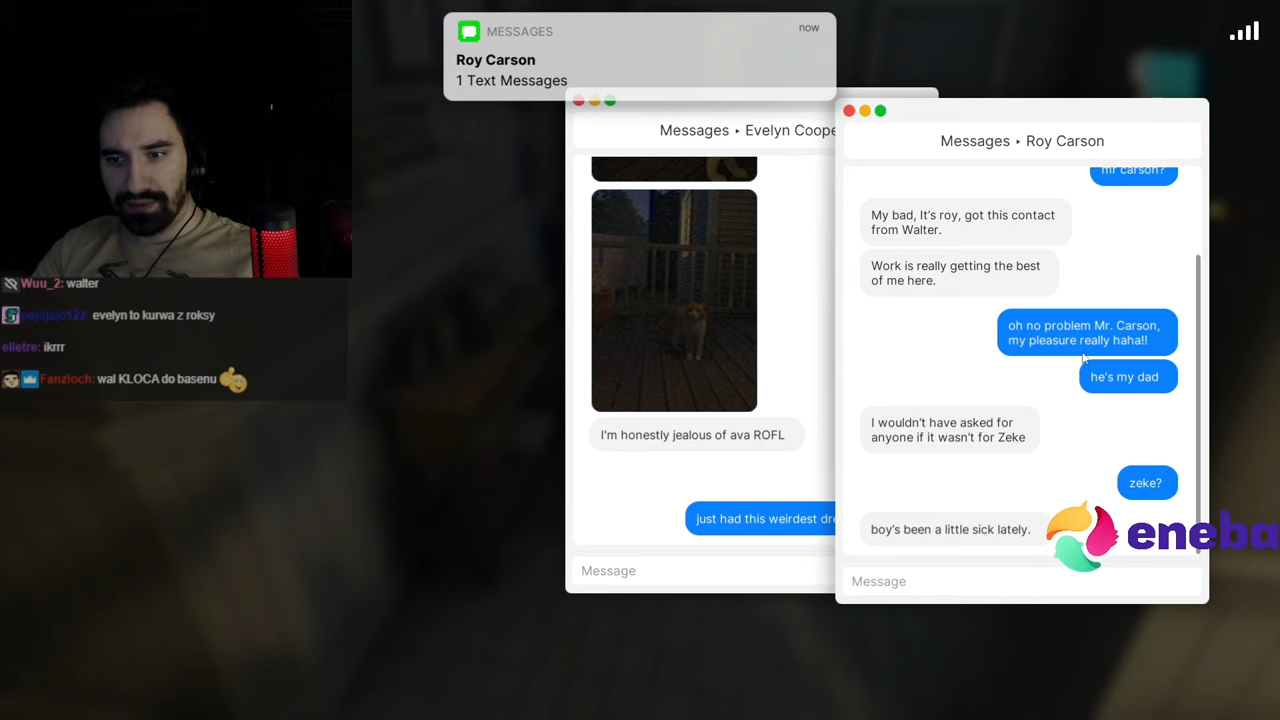 MESSAGES
now
Roy Carson
1 Text Messages
Messages ‣ Evelyn Coope
I'm honestly jealous of ava ROFL
just had this weirdest dre
Message
Messages ‣ Roy Carson
mr carson?
My bad, It's roy, got this contact
from Walter.
Work is really getting the best
of me here.
oh no problem Mr. Carson,
my pleasure really haha!!
he's my dad
I wouldn't have asked for
anyone if it wasn't for Zeke
zeke?
boy's been a little sick lately.
Message
eneba
Wuu_2: walter
pajojajo122: evelyn to kurwa z roksy
elletre: ikrrr
Fanzloch: wal KLOCA do basenu